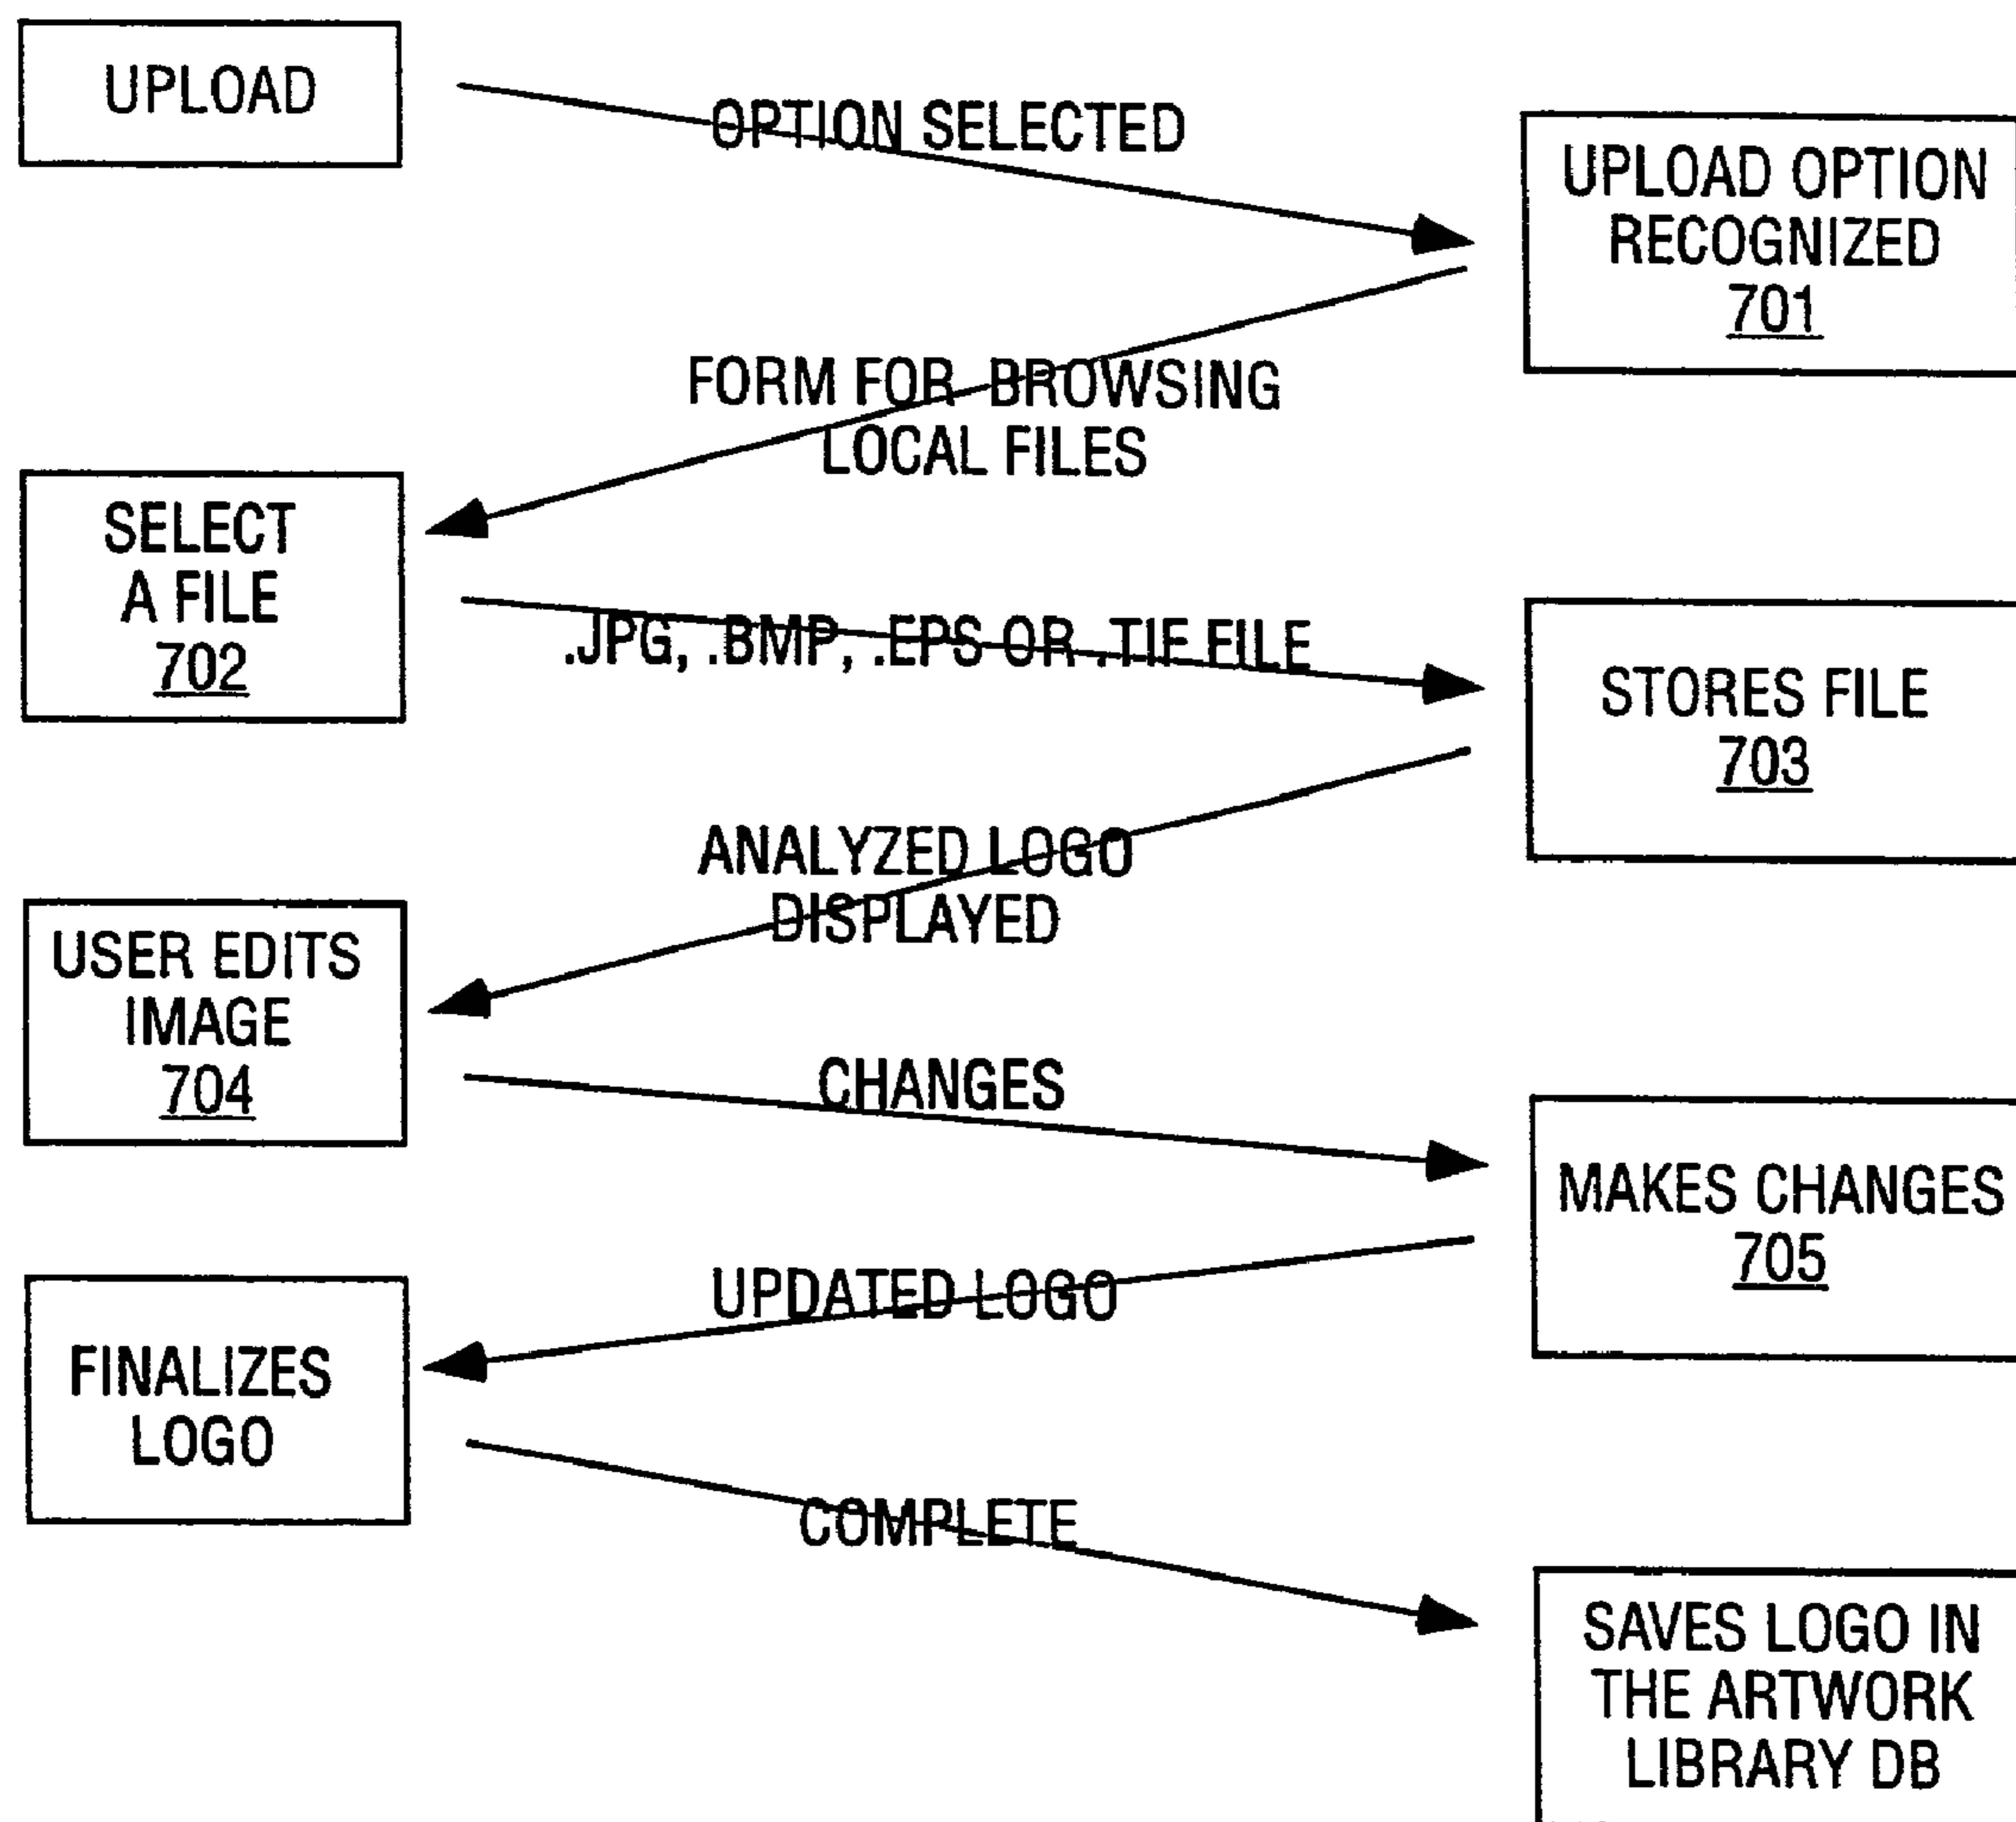 UPLOAD
OPTION SELECTED
UPLOAD OPTION
RECOGNIZED
701
FORM FOR BROWSING
LOCAL FILES
SELECT
A FILE
702
.JPG, .BMP, .EPS OR .TIF FILE
STORES FILE
703
ANALYZED LOGO
DISPLAYED
USER EDITS
IMAGE
704
CHANGES
MAKES CHANGES
705
UPDATED LOGO
FINALIZES
LOGO
COMPLETE
SAVES LOGO IN
THE ARTWORK
LIBRARY DB